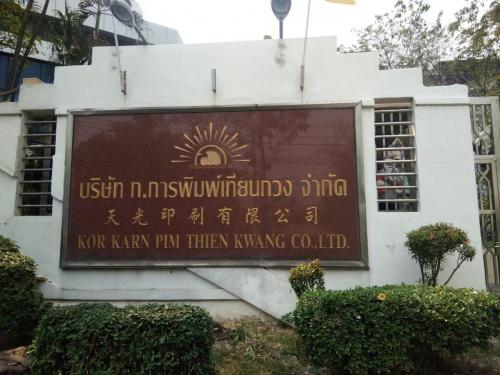 บริษัท ก.การพิมพ์เทียนกวง จำกัด
天光印刷有限公司
KOR KARN PIM THIEN KWANG CO.,LTD.